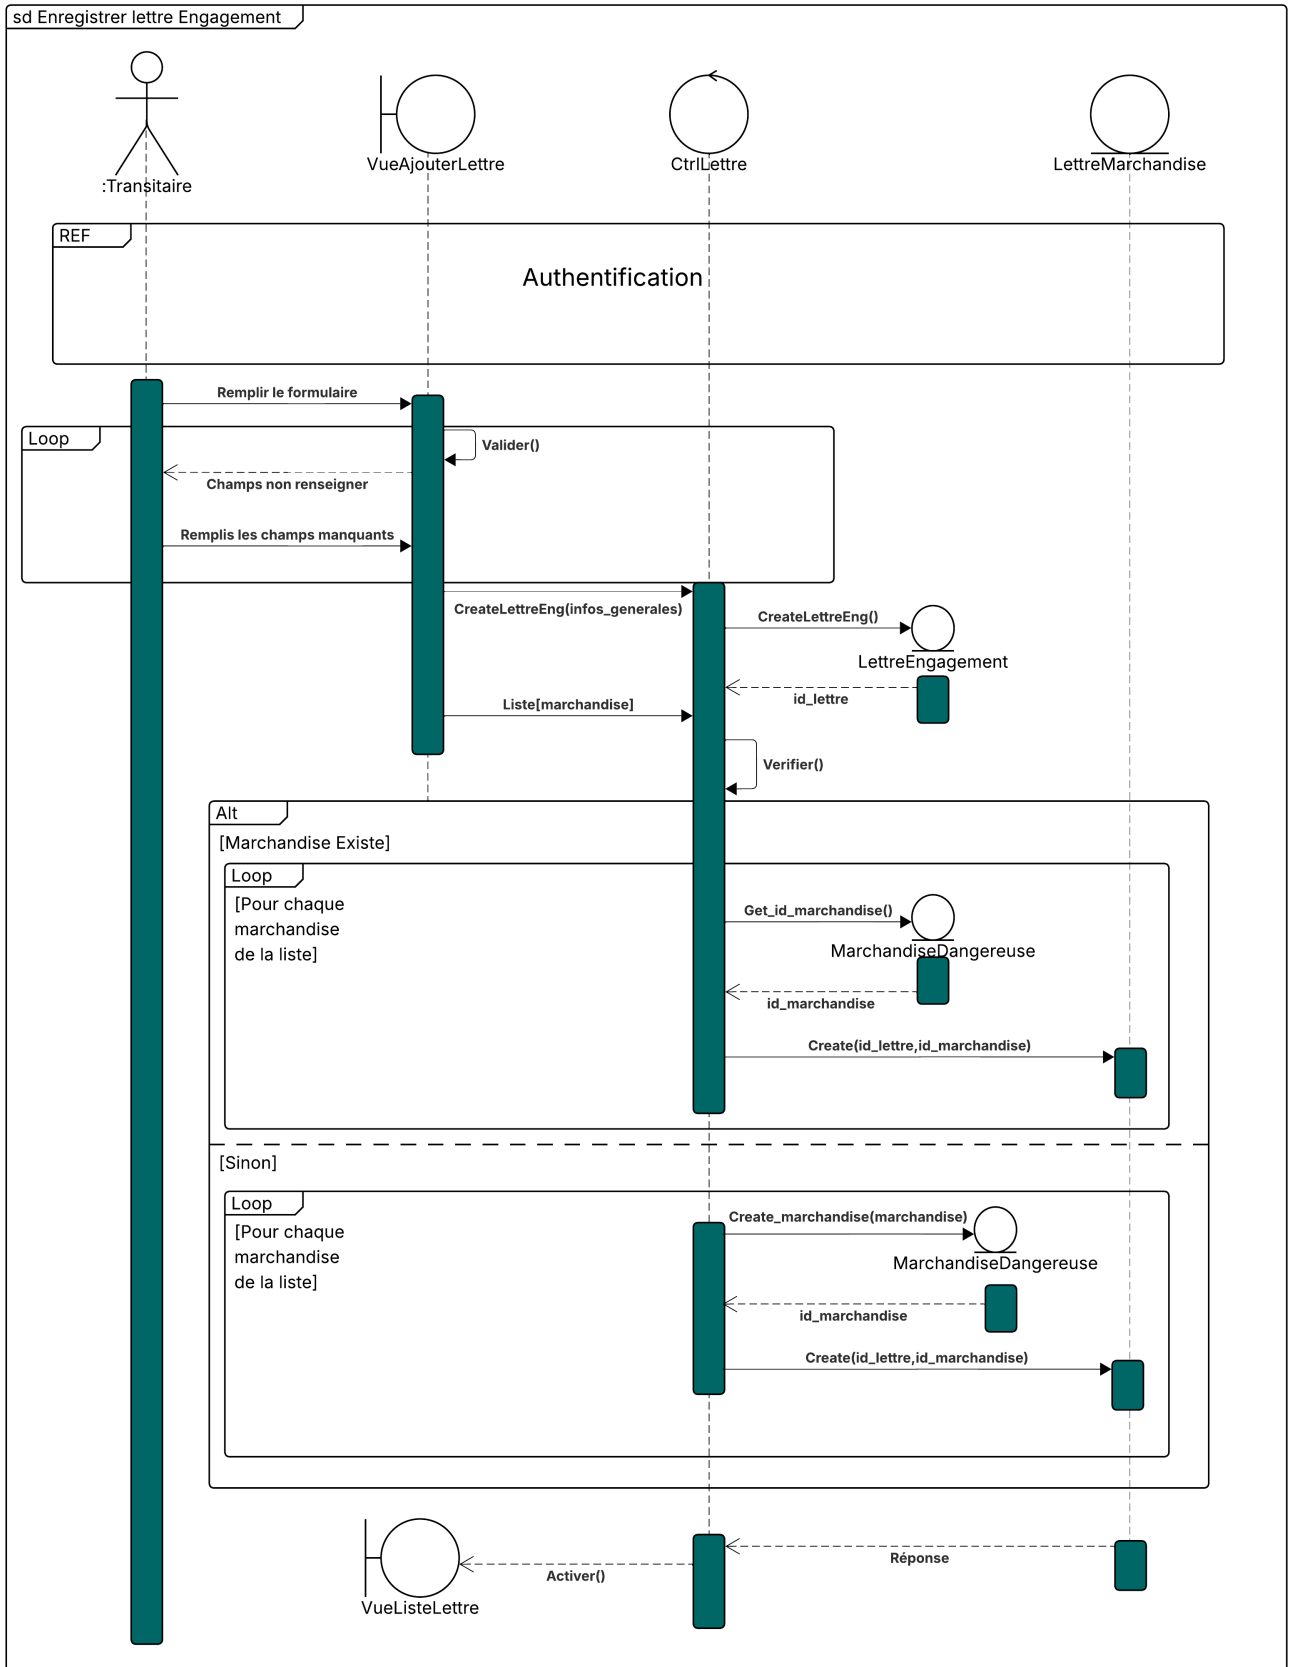 sd Enregistrer lettre Engagement
:Transitaire
VueAjouterLettre
CtrlLettre
LettreMarchandise
REF
Authentification
Remplir le formulaire
Loop
Valider()
Champs non renseigner
Remplis les champs manquants
CreateLettreEng(infos_generales)
CreateLettreEng()
LettreEngagement
id_lettre
Liste[marchandise]
Verifier()
Alt
[Marchandise Existe]
Loop
[Pour chaque
marchandise
de la liste]
Get_id_marchandise()
MarchandiseDangereuse
id_marchandise
Create(id_lettre,id_marchandise)
[Sinon]
Loop
[Pour chaque
marchandise
de la liste]
Create_marchandise(marchandise)
MarchandiseDangereuse
id_marchandise
Create(id_lettre,id_marchandise)
Réponse
Activer()
VueListeLettre